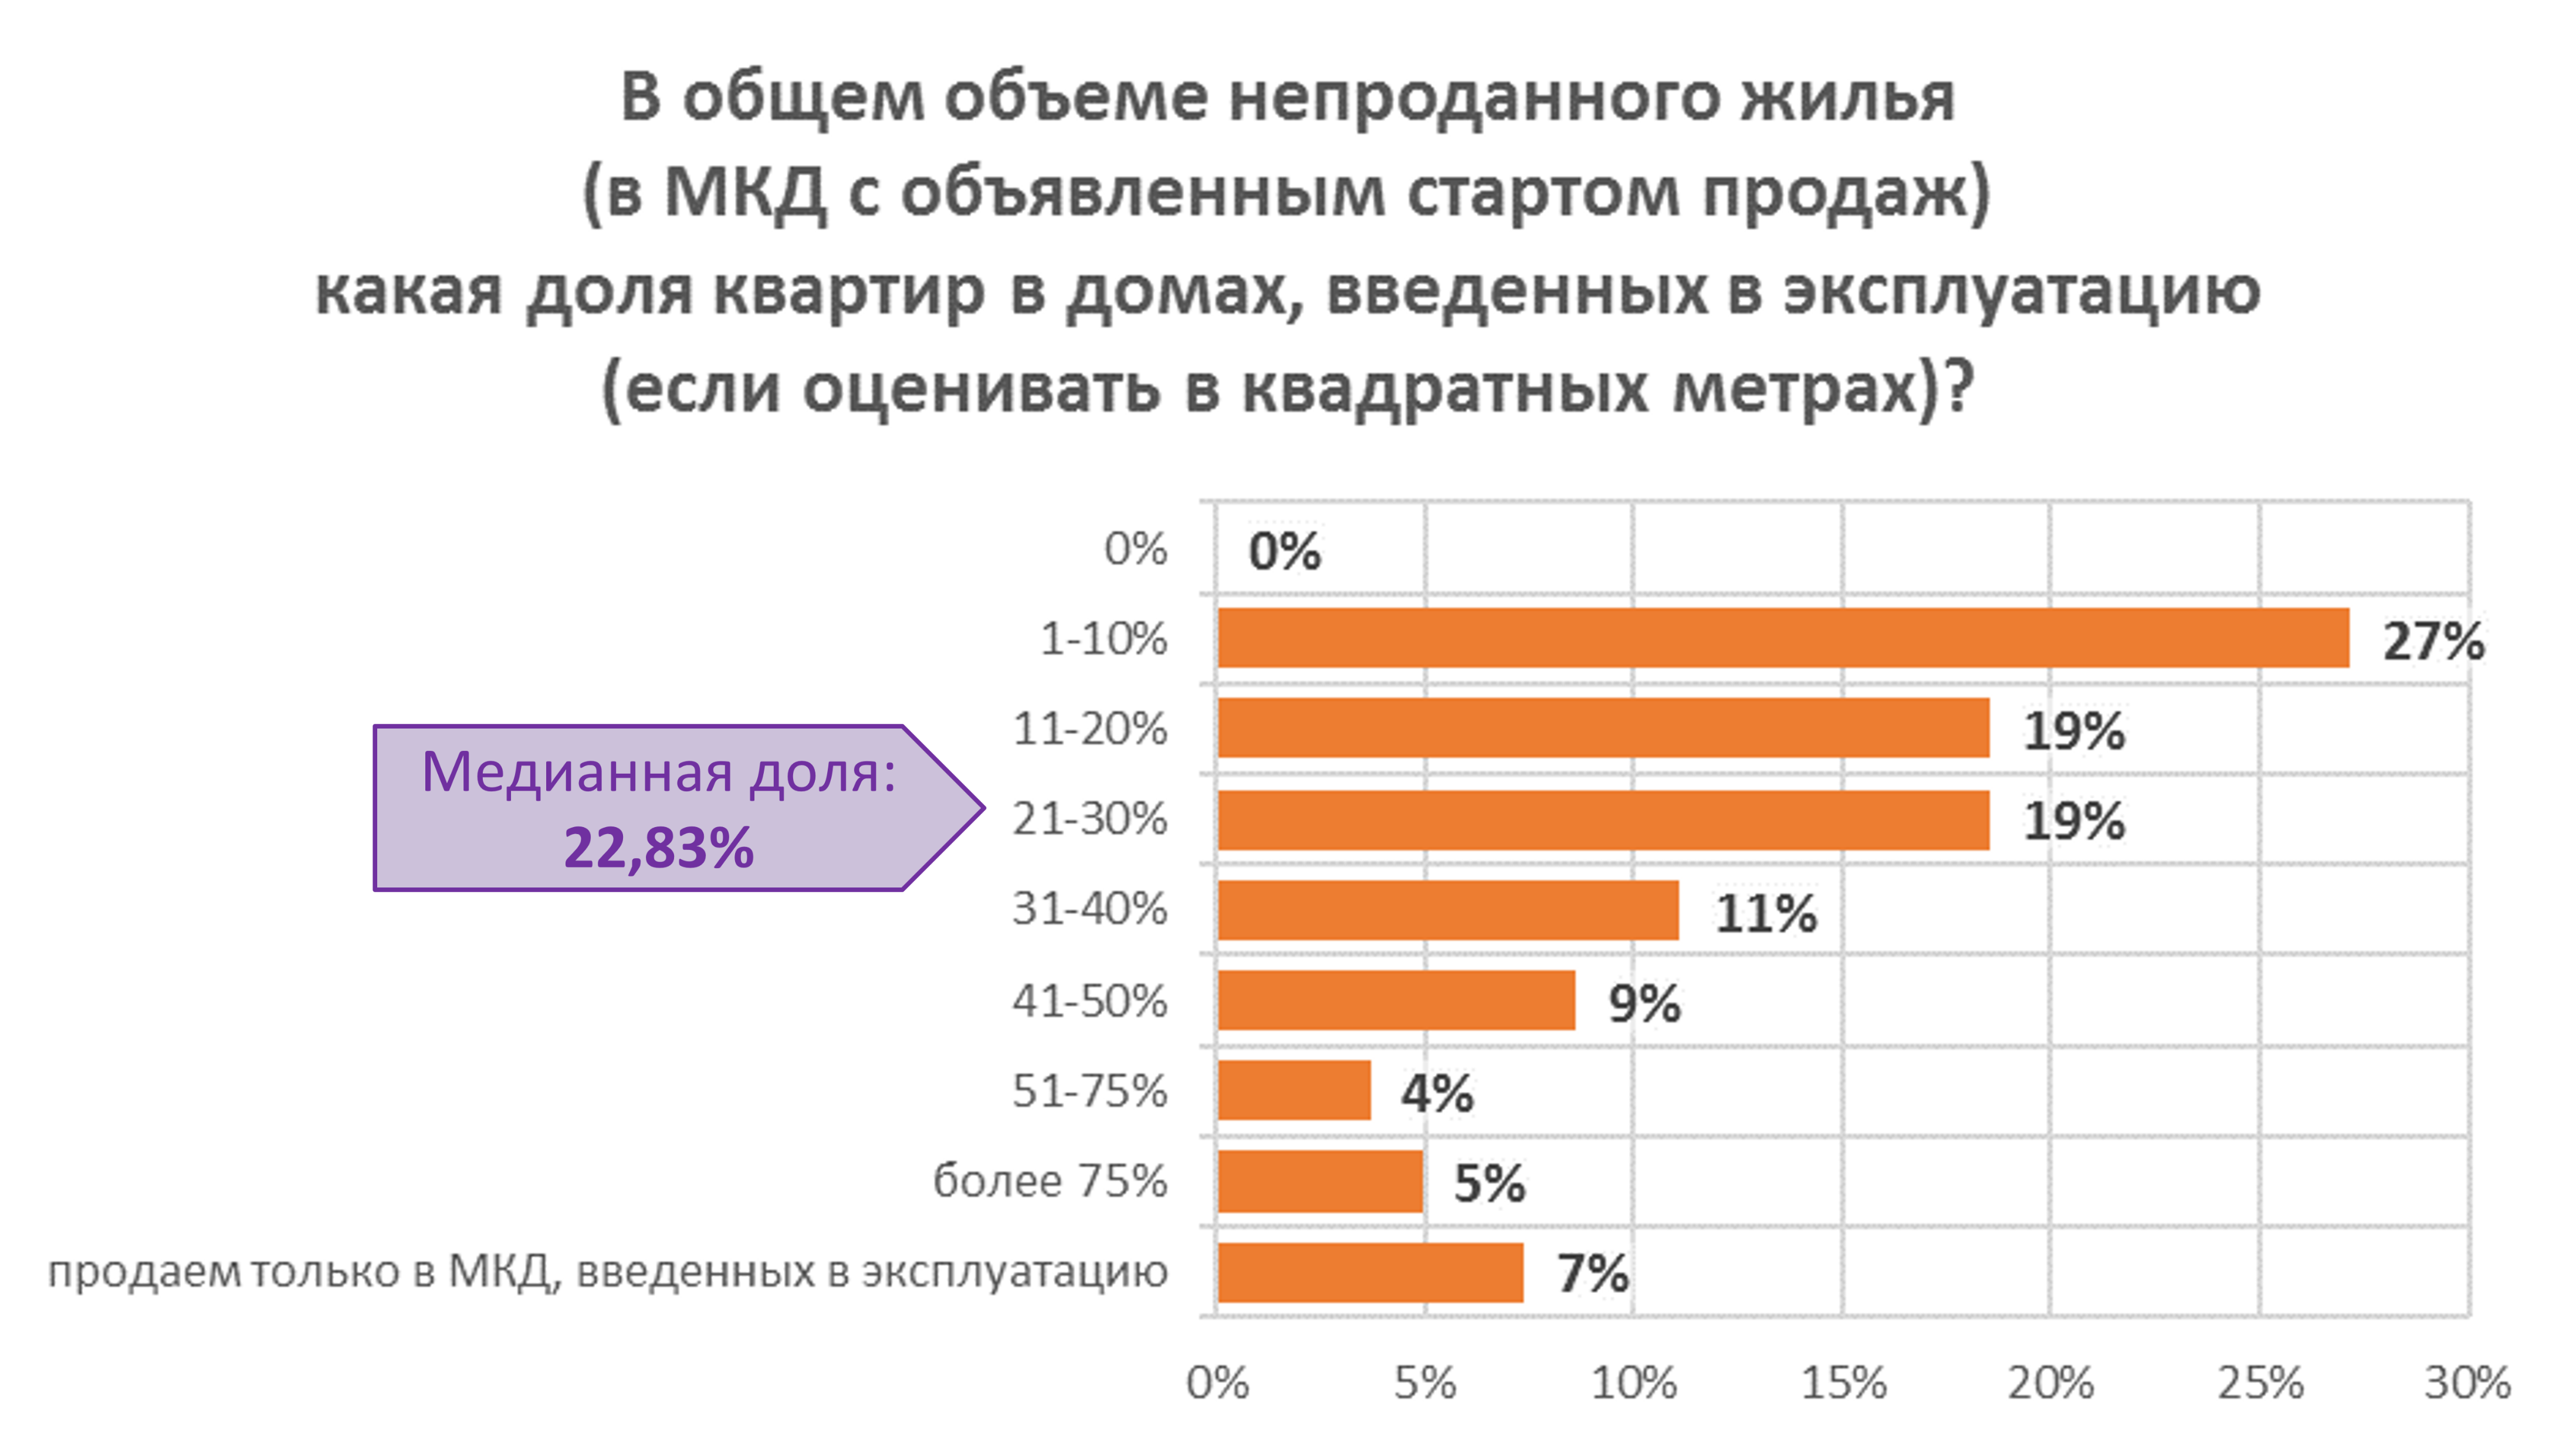 В общем объеме непроданного жилья
(в МКД с объявленным стартом продаж)
какая доля квартир в домах, введенных в эксплуатацию
(если оценивать в квадратных метрах)?
0% 0%
1-10% 27%
11-20% 19%
Медианная доля:
22,83%
21-30% 19%
31-40% 11%
41-50% 9%
51-75% 4%
более 75% 5%
продаем только в МКД, введенных в эксплуатацию 7%
0% 5% 10% 15% 20% 25% 30%